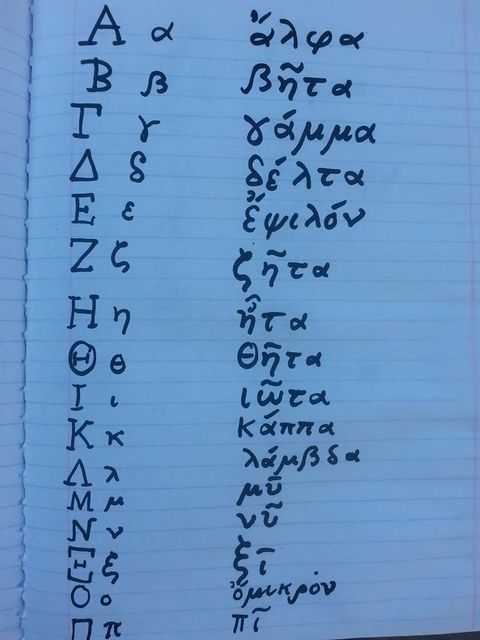 Α α ἄλφα
Β β βῆτα
Γ γ γάμμα
Δ δ δέλτα
Ε ε ἔψιλόν
Ζ ζ ζῆτα
Η η ἦτα
Θ θ θῆτα
Ι ι ιῶτα
Κ κ κάππα
Λ λ λάμβδα
Μ μ μῦ
Ν ν νῦ
Ξ ξ ξῖ
Ο ο ὄμικρόν
Π π πῖ